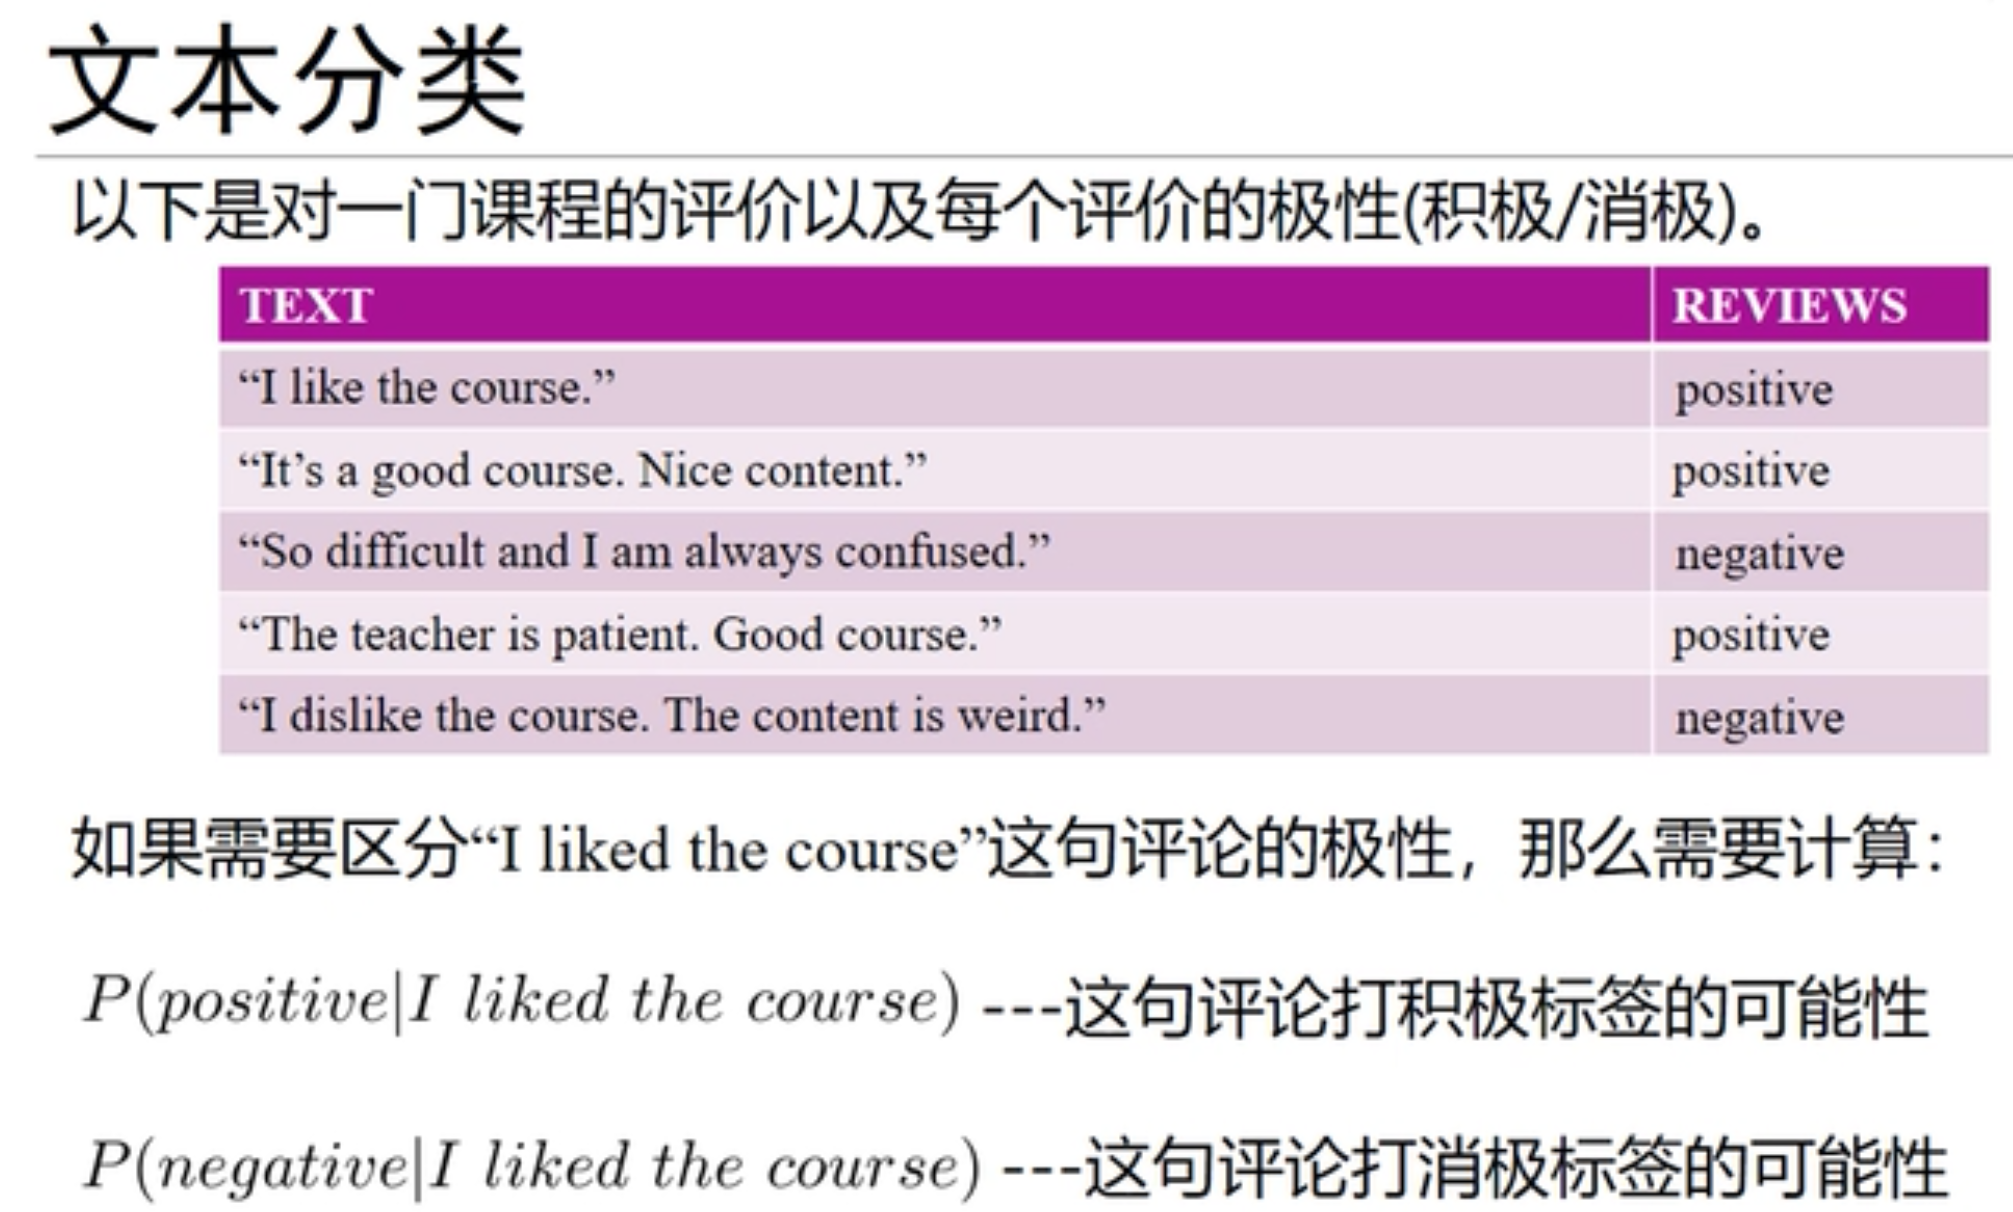 文本分类
以下是对一门课程的评价以及每个评价的极性(积极/消极)。
TEXT REVIEWS
“I like the course.” positive
“It’s a good course. Nice content.” positive
“So difficult and I am always confused.” negative
“The teacher is patient. Good course.” positive
“I dislike the course. The content is weird.” negative
如果需要区分“I liked the course”这句评论的极性，那么需要计算：
P(positive|I liked the course) ---这句评论打积极标签的可能性
P(negative|I liked the course) ---这句评论打消极标签的可能性